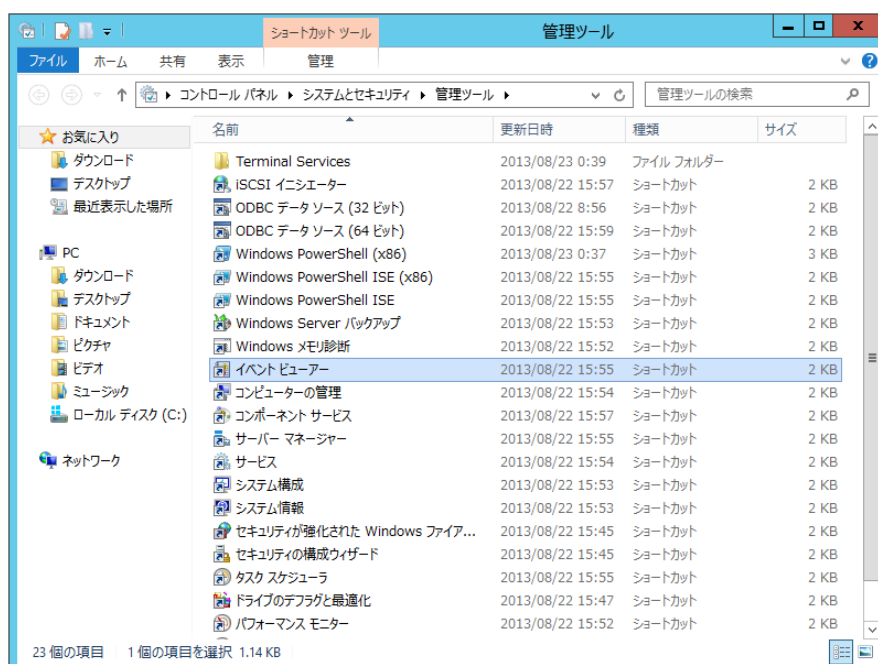 ショートカット ツール
管理ツール
ファイル ホーム 共有 表示 管理
コントロール パネル システムとセキュリティ 管理ツール 管理ツールの検索
お気に入り
ダウンロード
デスクトップ
最近表示した場所
PC
ダウンロード
デスクトップ
ドキュメント
ピクチャ
ビデオ
ミュージック
ローカル ディスク (C:)
ネットワーク
名前 更新日時 種類 サイズ
Terminal Services 2013/08/23 0:39 ファイル フォルダー
iSCSI イニシエーター 2013/08/22 15:57 ショートカット 2 KB
ODBC データ ソース (32 ビット) 2013/08/22 8:56 ショートカット 2 KB
ODBC データ ソース (64 ビット) 2013/08/22 15:59 ショートカット 2 KB
Windows PowerShell (x86) 2013/08/23 0:37 ショートカット 3 KB
Windows PowerShell ISE (x86) 2013/08/22 15:55 ショートカット 2 KB
Windows PowerShell ISE 2013/08/22 15:55 ショートカット 2 KB
Windows Server バックアップ 2013/08/22 15:53 ショートカット 2 KB
Windows メモリ診断 2013/08/22 15:52 ショートカット 2 KB
イベント ビューアー 2013/08/22 15:55 ショートカット 2 KB
コンピューターの管理 2013/08/22 15:54 ショートカット 2 KB
コンポーネント サービス 2013/08/22 15:57 ショートカット 2 KB
サーバー マネージャー 2013/08/22 15:55 ショートカット 2 KB
サービス 2013/08/22 15:54 ショートカット 2 KB
システム構成 2013/08/22 15:53 ショートカット 2 KB
システム情報 2013/08/22 15:53 ショートカット 2 KB
セキュリティが強化された Windows ファイア... 2013/08/22 15:45 ショートカット 2 KB
セキュリティの構成ウィザード 2013/08/22 15:45 ショートカット 2 KB
タスク スケジューラ 2013/08/22 15:55 ショートカット 2 KB
ドライブのデフラグと最適化 2013/08/22 15:47 ショートカット 2 KB
パフォーマンス モニター 2013/08/22 15:52 ショートカット 2 KB
23 個の項目 1 個の項目を選択 1.14 KB